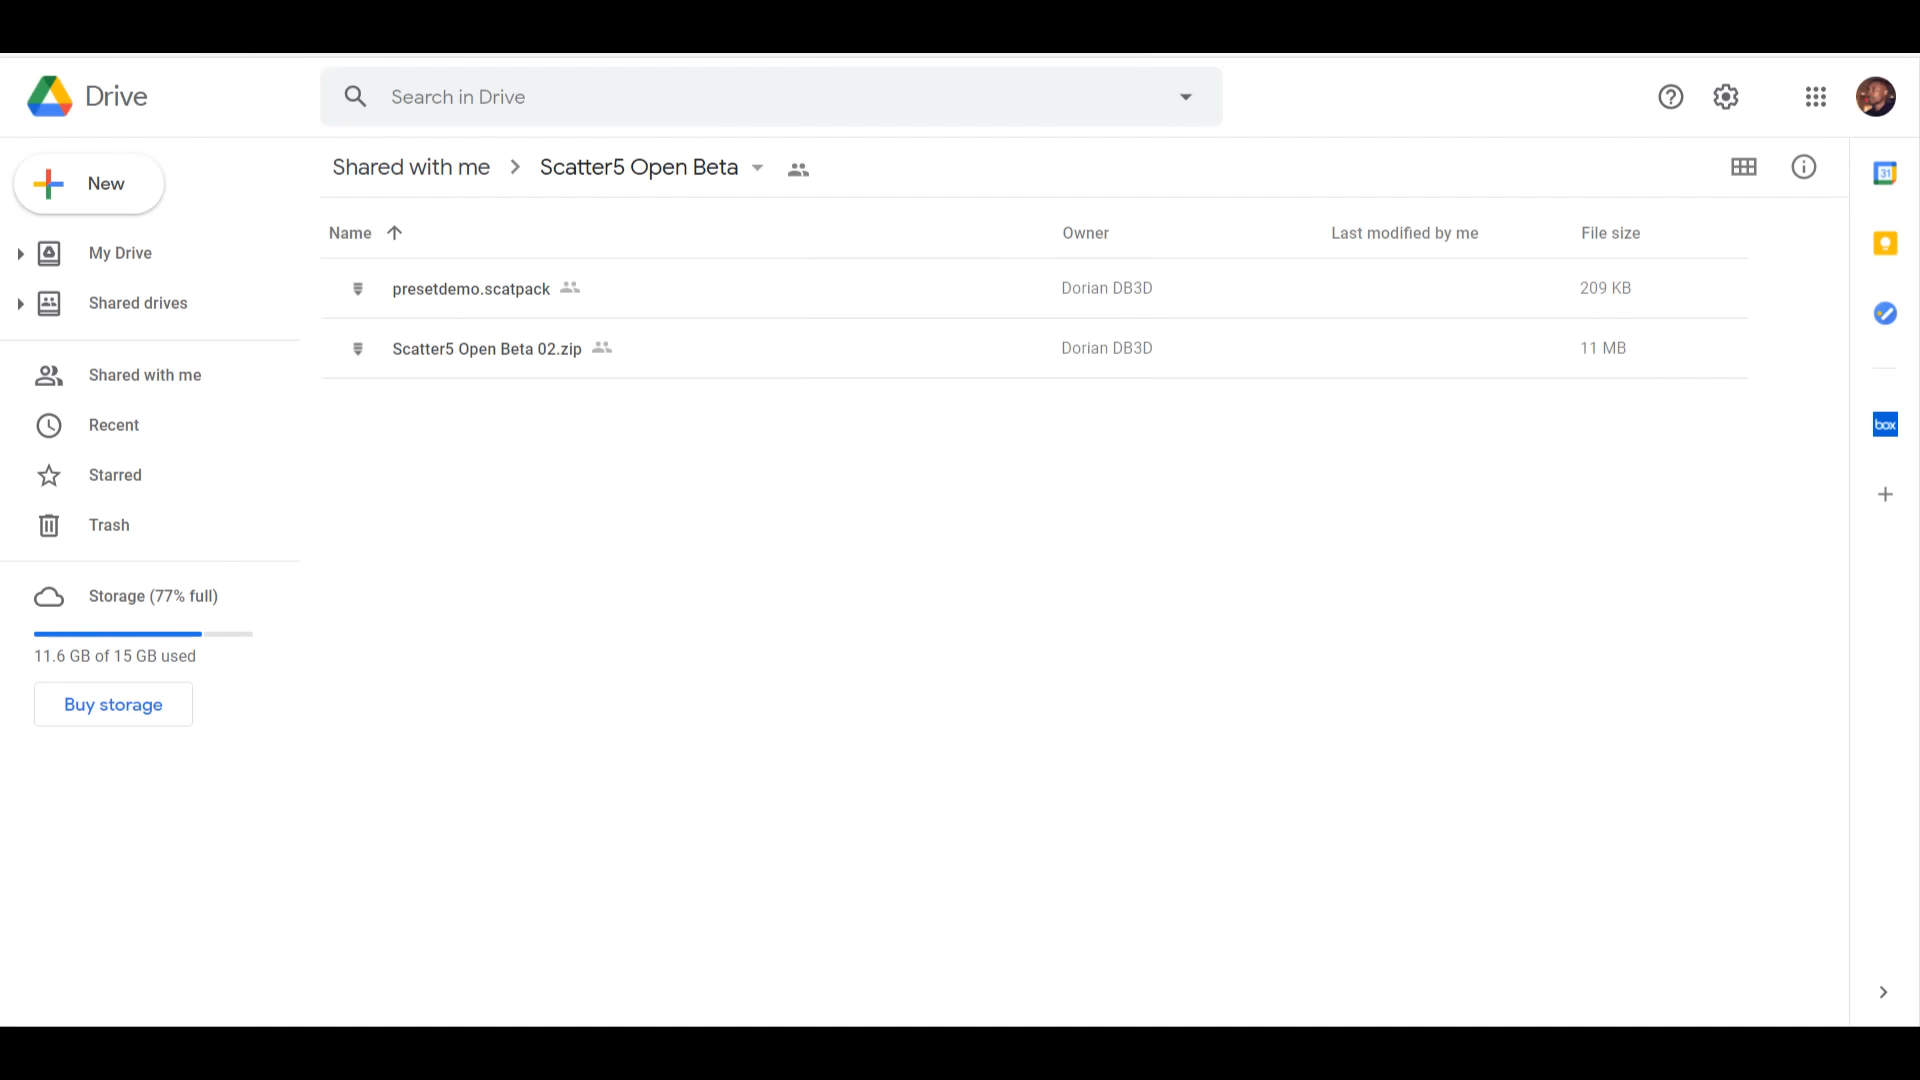 Drive
Search in Drive
New
Shared with me
Scatter5 Open Beta
My Drive
Shared drives
Shared with me
Recent
Starred
Trash
Storage (77% full)
11.6 GB of 15 GB used
Buy storage
Name Owner Last modified by me File size
presetdemo.scatpack Dorian DB3D 209 KB
Scatter5 Open Beta 02.zip Dorian DB3D 11 MB
31
box